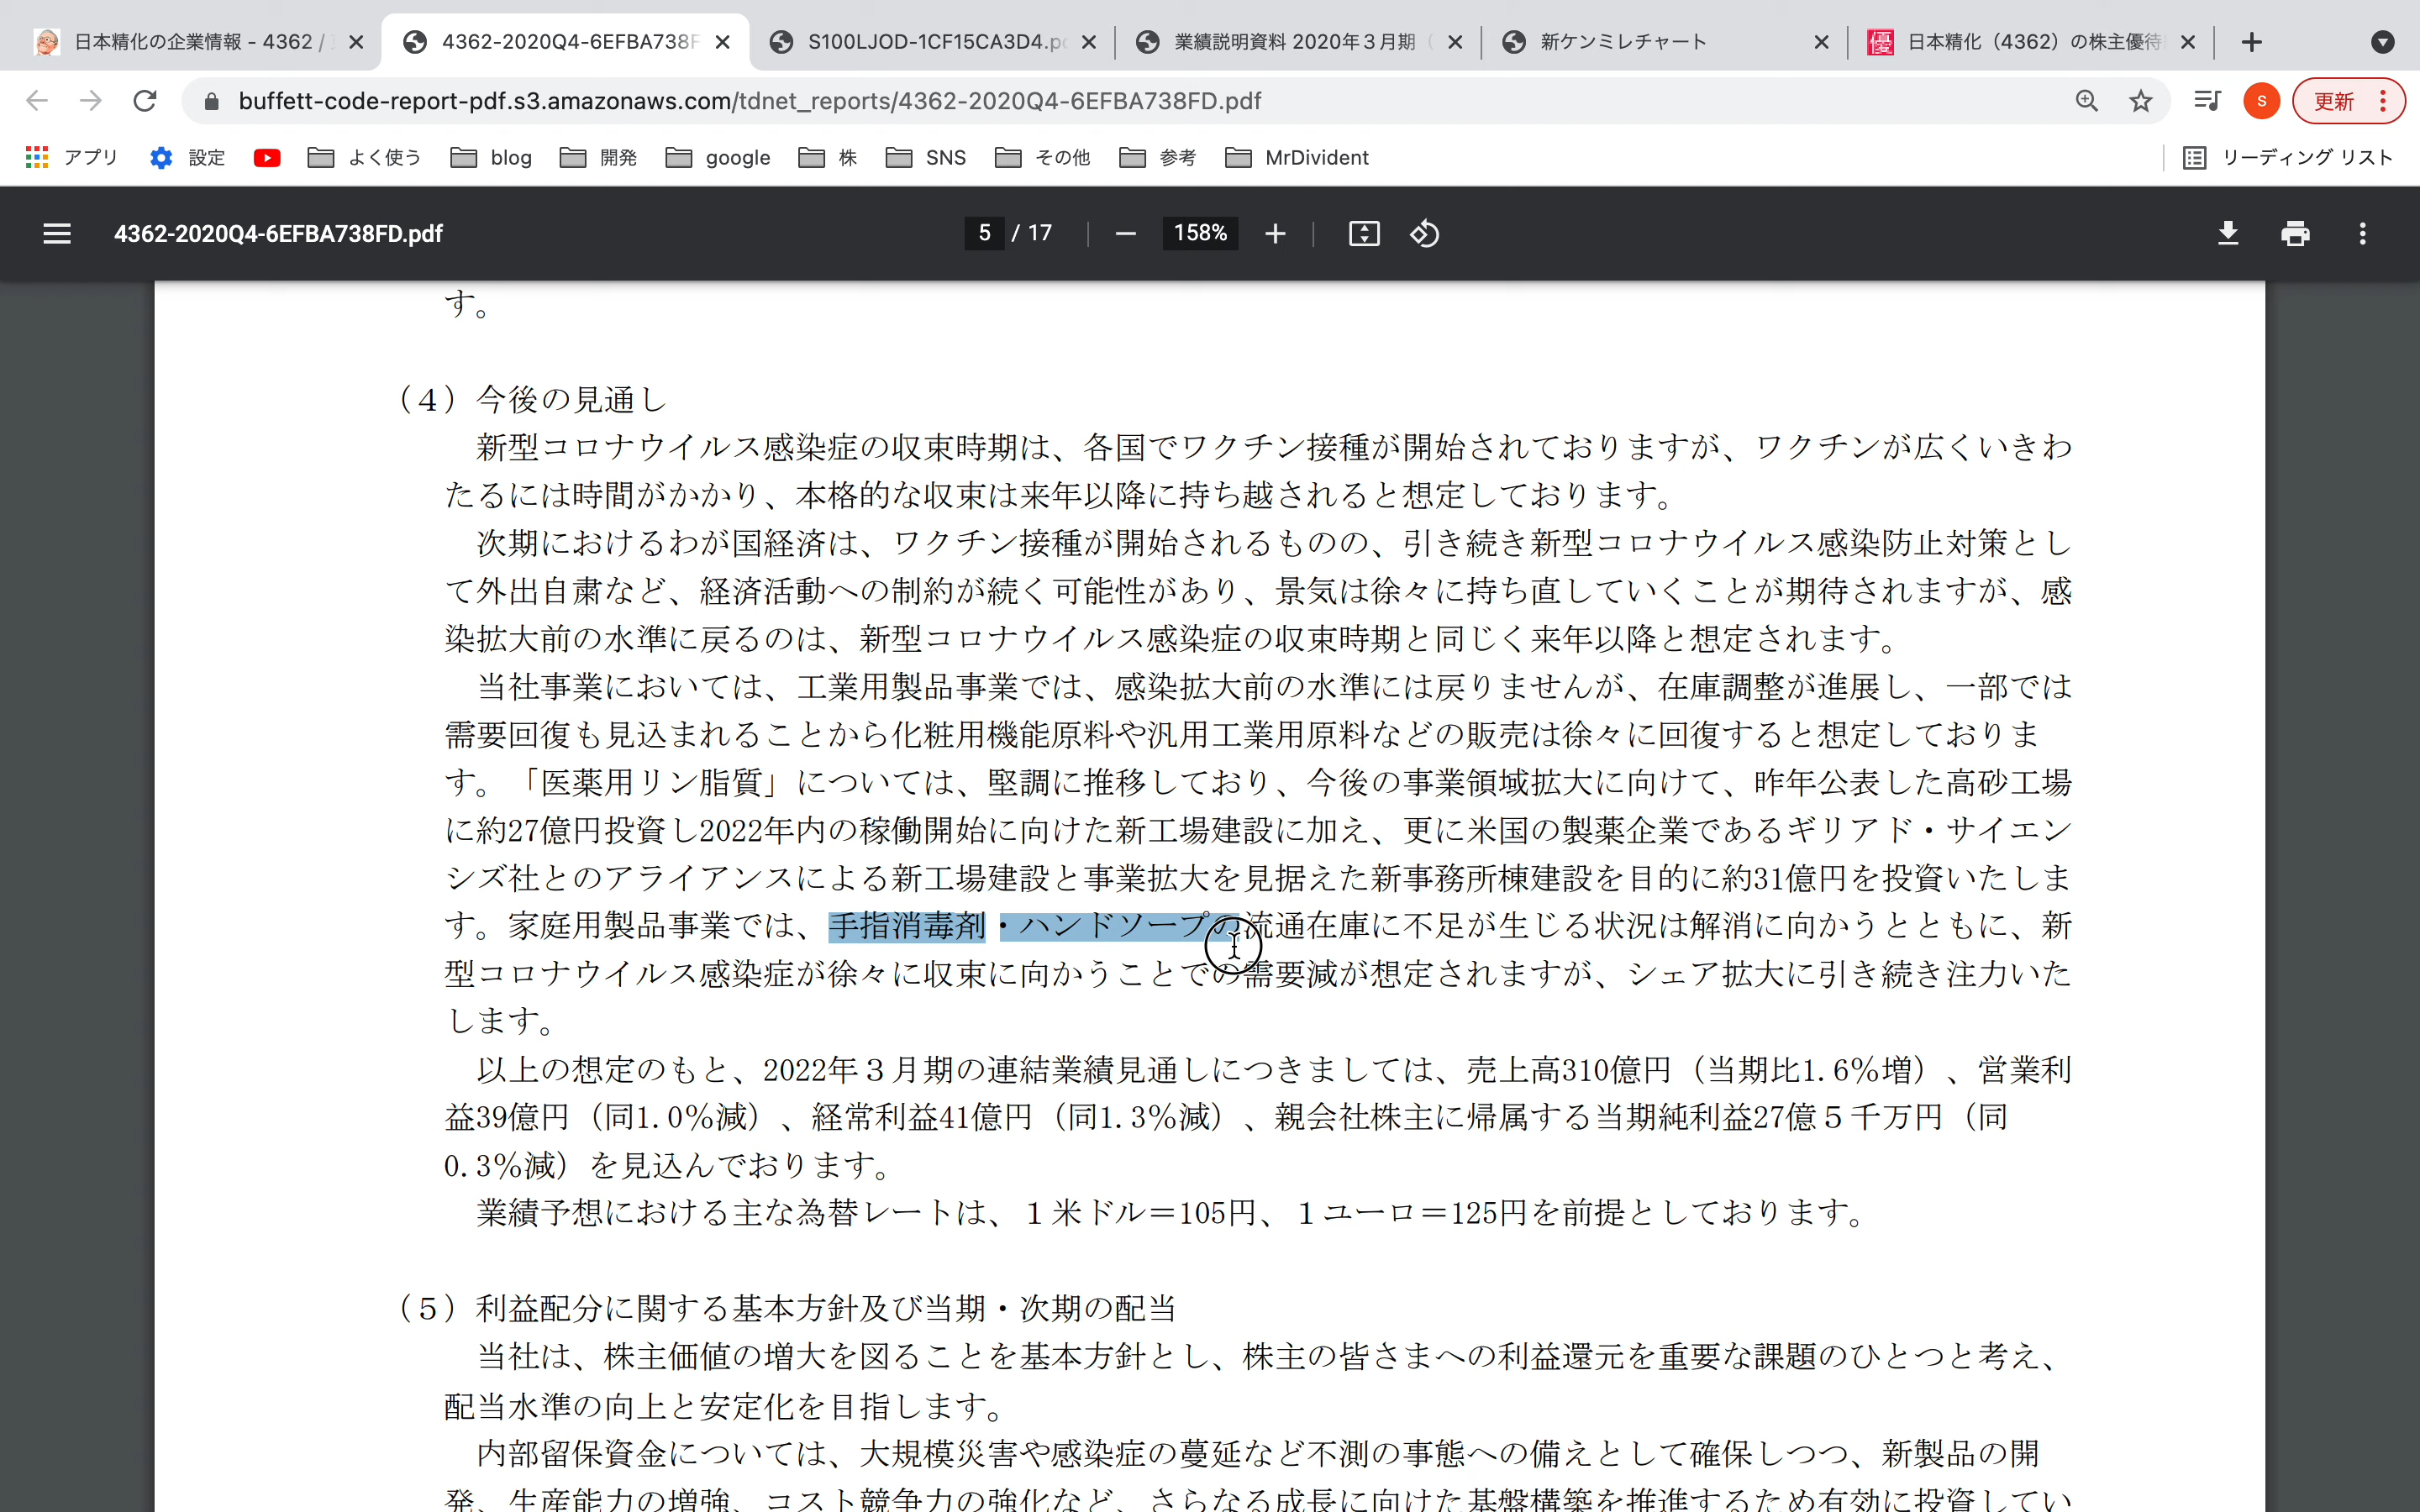 日本精化の企業情報 - 4362 /
4362-2020Q4-6EFBA738F
S100LJOD-1CF15CA3D4.p
業績説明資料 2020年３月期（
新ケンミレチャート
優 日本精化（4362）の株主優待
buffett-code-report-pdf.s3.amazonaws.com/tdnet_reports/4362-2020Q4-6EFBA738FD.pdf
s
更新
アプリ 設定 よく使う blog 開発 google 株 SNS その他 参考 MrDivident リーディング リスト
4362-2020Q4-6EFBA738FD.pdf 5 / 17 158%
す。
（４）今後の見通し
新型コロナウイルス感染症の収束時期は、各国でワクチン接種が開始されておりますが、ワクチンが広くいきわ
たるには時間がかかり、本格的な収束は来年以降に持ち越されると想定しております。
次期におけるわが国経済は、ワクチン接種が開始されるものの、引き続き新型コロナウイルス感染防止対策とし
て外出自粛など、経済活動への制約が続く可能性があり、景気は徐々に持ち直していくことが期待されますが、感
染拡大前の水準に戻るのは、新型コロナウイルス感染症の収束時期と同じく来年以降と想定されます。
当社事業においては、工業用製品事業では、感染拡大前の水準には戻りませんが、在庫調整が進展し、一部では
需要回復も見込まれることから化粧用機能原料や汎用工業用原料などの販売は徐々に回復すると想定しておりま
す。「医薬用リン脂質」については、堅調に推移しており、今後の事業領域拡大に向けて、昨年公表した高砂工場
に約27億円投資し2022年内の稼働開始に向けた新工場建設に加え、更に米国の製薬企業であるギリアド・サイエン
シズ社とのアライアンスによる新工場建設と事業拡大を見据えた新事務所棟建設を目的に約31億円を投資いたしま
す。家庭用製品事業では、手指消毒剤・ハンドソープの流通在庫に不足が生じる状況は解消に向かうとともに、新
型コロナウイルス感染症が徐々に収束に向かうことでの需要減が想定されますが、シェア拡大に引き続き注力いた
します。
以上の想定のもと、2022年３月期の連結業績見通しにつきましては、売上高310億円（当期比1.6％増）、営業利
益39億円（同1.0％減）、経常利益41億円（同1.3％減）、親会社株主に帰属する当期純利益27億５千万円（同
0.3％減）を見込んでおります。
業績予想における主な為替レートは、１米ドル＝105円、１ユーロ＝125円を前提としております。
（５）利益配分に関する基本方針及び当期・次期の配当
当社は、株主価値の増大を図ることを基本方針とし、株主の皆さまへの利益還元を重要な課題のひとつと考え、
配当水準の向上と安定化を目指します。
内部留保資金については、大規模災害や感染症の蔓延など不測の事態への備えとして確保しつつ、新製品の開
発、生産能力の増強、コスト競争力の強化など、さらなる成長に向けた基盤構築を推進するため有効に投資してい